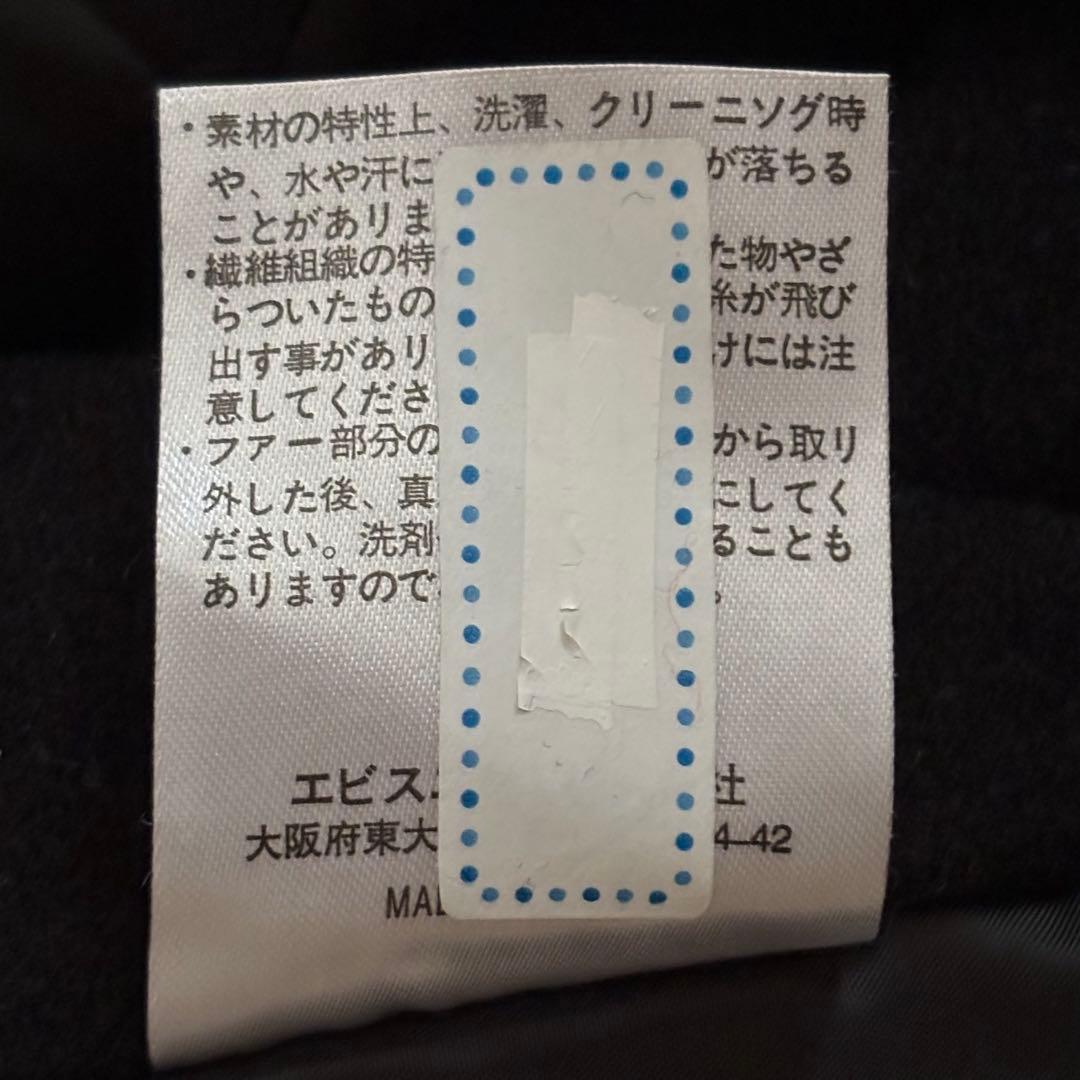 ・素材の特性上、洗濯、クリーニソグ時
や、水や汗に が落ちる
ことがあリま
・繊維組織の特 た物やざ
らついたもの 糸が飛び
出す事があリ けには注
意してくださ
・ファー部分の から取リ
外した後、真 にしてく
ださい。洗剤 ることも
あリますので 。
エビス 社
大阪府東大 4-42
MAD